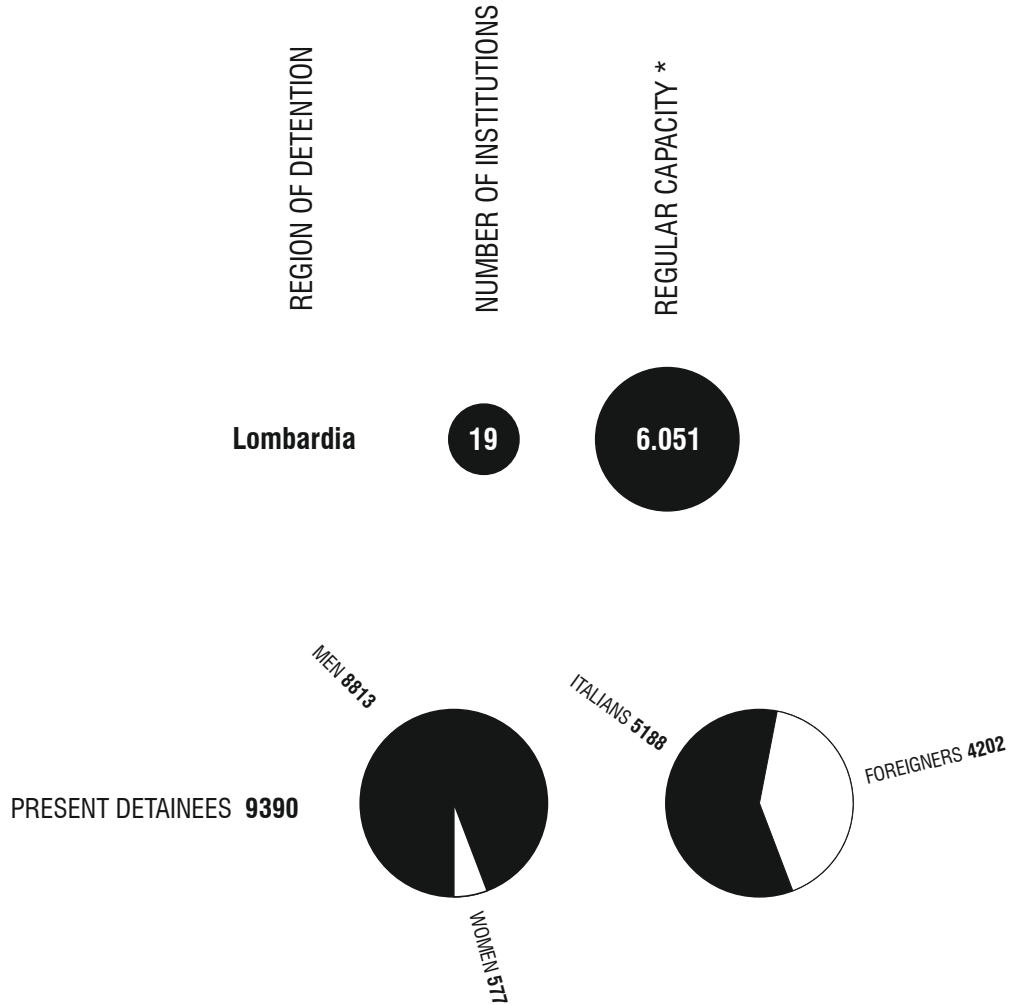 REGION OF DETENTION
NUMBER OF INSTITUTIONS
REGULAR CAPACITY *
Lombardia
19
6.051
PRESENT DETAINEES 9390
MEN 8813
WOMEN 577
ITALIANS 5188
FOREIGNERS 4202